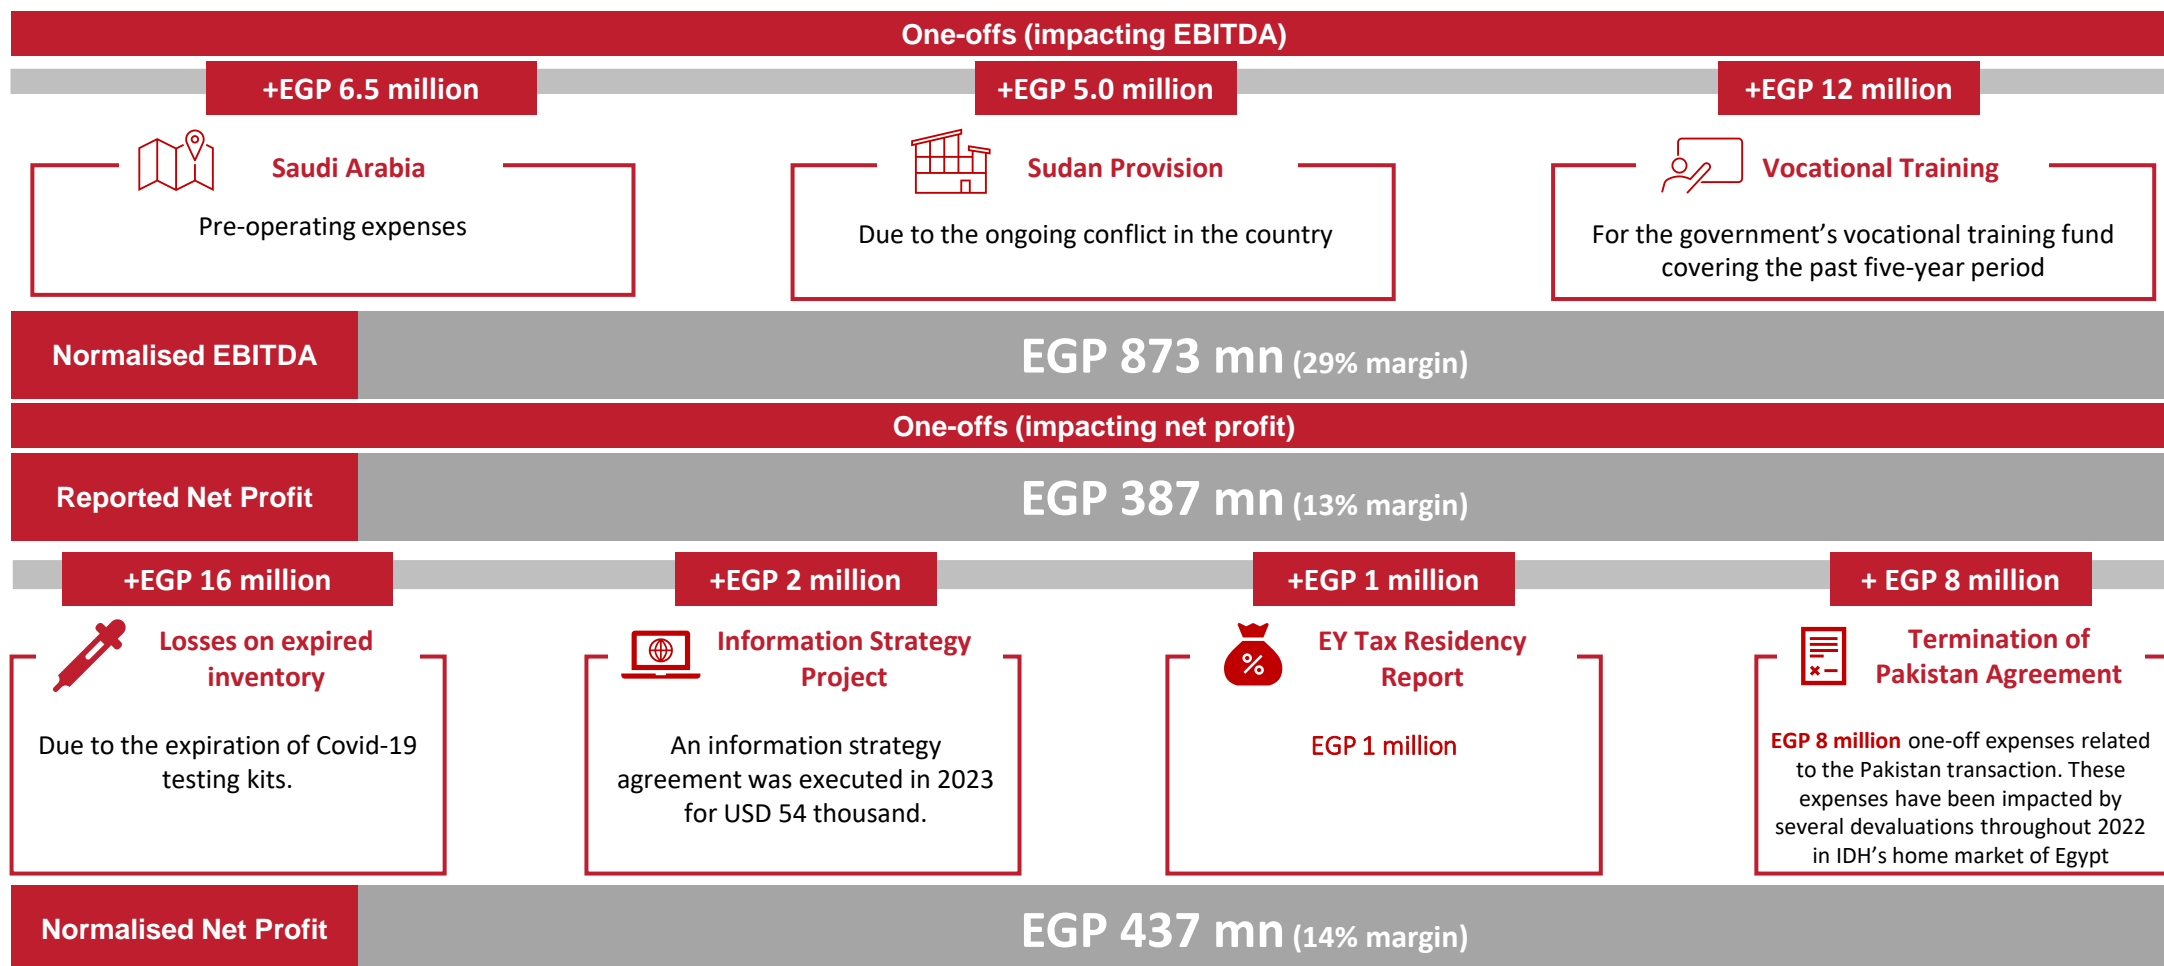 One-offs (impacting EBITDA)
+EGP 6.5 million
+EGP 5.0 million
+EGP 12 million
Saudi Arabia
Pre-operating expenses
Sudan Provision
Due to the ongoing conflict in the country
Vocational Training
For the government’s vocational training fund
covering the past five-year period
Normalised EBITDA
EGP 873 mn (29% margin)
One-offs (impacting net profit)
Reported Net Profit
EGP 387 mn (13% margin)
+EGP 16 million
+EGP 2 million
+EGP 1 million
+ EGP 8 million
Losses on expired
inventory
Due to the expiration of Covid-19
testing kits.
Information Strategy
Project
An information strategy
agreement was executed in 2023
for USD 54 thousand.
EY Tax Residency
Report
%
EGP 1 million
Termination of
Pakistan Agreement
EGP 8 million one-off expenses related
to the Pakistan transaction. These
expenses have been impacted by
several devaluations throughout 2022
in IDH’s home market of Egypt
Normalised Net Profit
EGP 437 mn (14% margin)